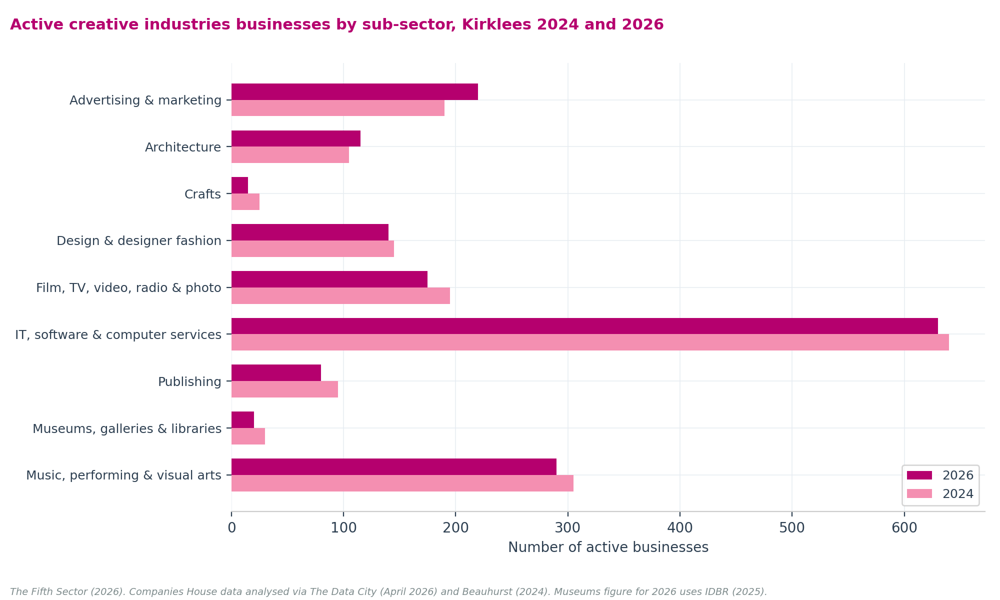 Active creative industries businesses by sub-sector, Kirklees 2024 and 2026
Advertising & marketing
Architecture
Crafts
Design & designer fashion
Film, TV, video, radio & photo
IT, software & computer services
Publishing
Museums, galleries & libraries
Music, performing & visual arts
2026
2024
0 100 200 300 400 500 600
Number of active businesses
The Fifth Sector (2026). Companies House data analysed via The Data City (April 2026) and Beauhurst (2024). Museums figure for 2026 uses IDBR (2025).